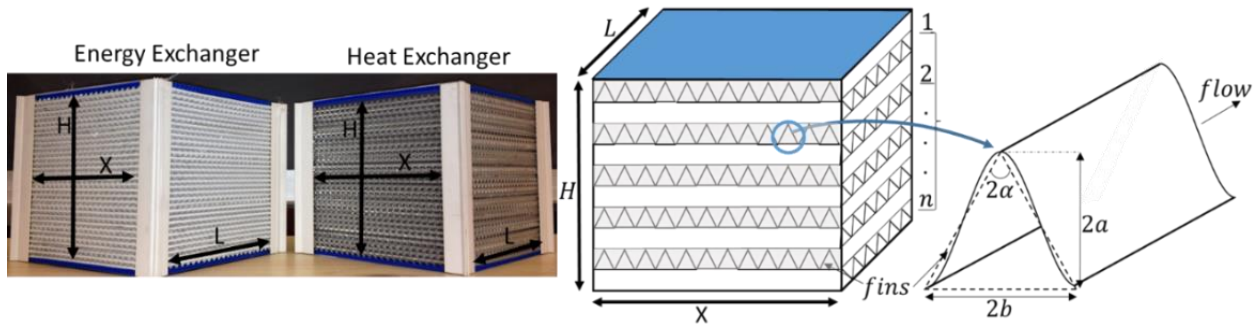 Energy Exchanger
Heat Exchanger
H
X
L
H
X
L
L
H
X
1
2
.
.
.
n
fins
flow
2α
2a
2b